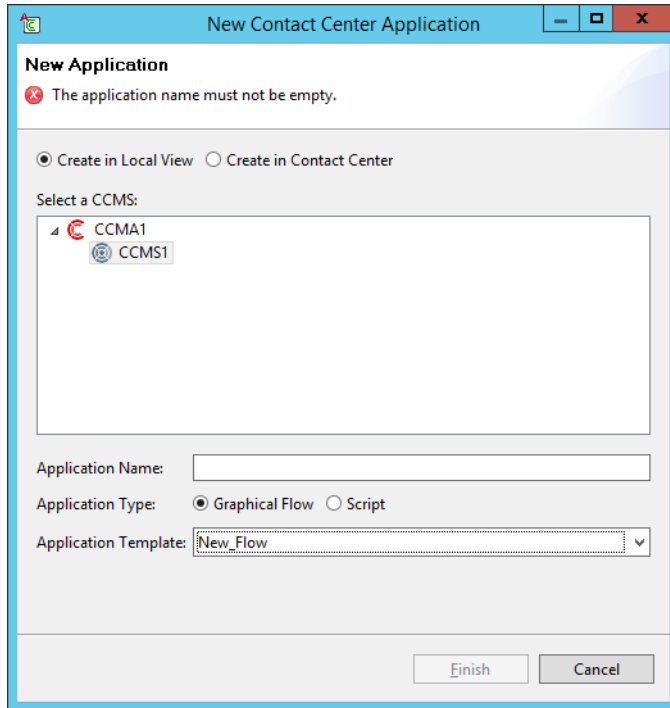 New Contact Center Application
New Application
The application name must not be empty.
Create in Local View Create in Contact Center
Select a CCMS:
CCMA1
CCMS1
Application Name:
Application Type: Graphical Flow Script
Application Template: New_Flow
Finish Cancel